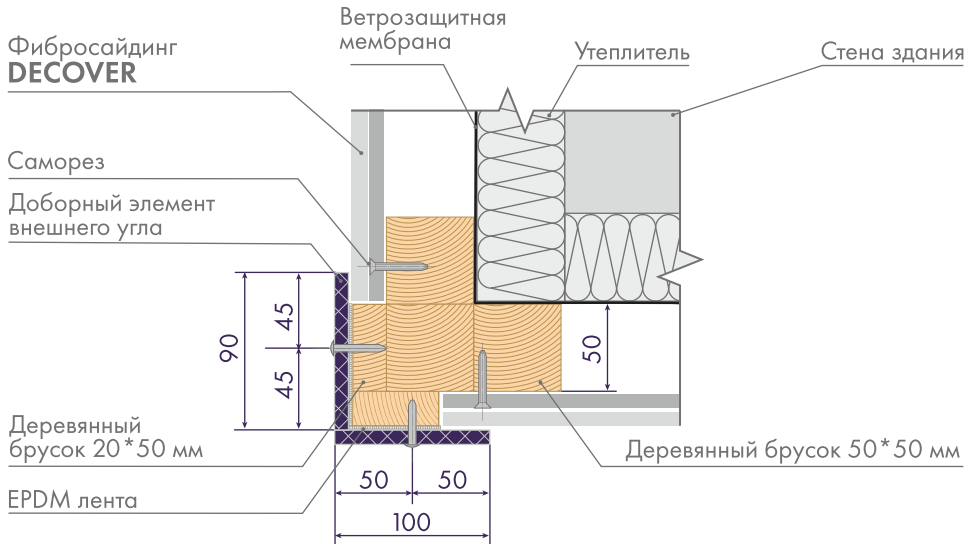 Ветрозащитная
мембрана
Фибросайдинг
DECOVER
Утеплитель
Стена здания
Саморез
Доборный элемент
внешнего угла
90
45
45
50
Деревянный
брусок 20*50 мм
Деревянный брусок 50*50 мм
EPDM лента
50
50
100